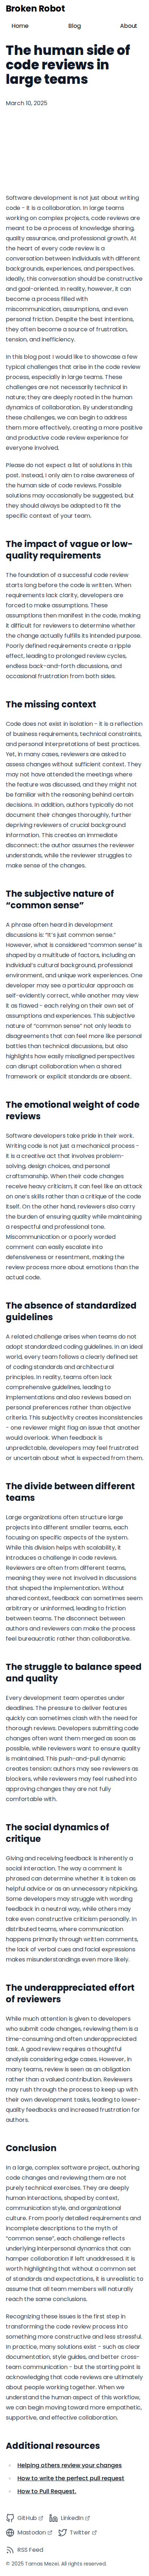 Broken Robot
Home Blog About
The human side of
code reviews in
large teams
March 10, 2025
Software development is not just about writing
code - it is a collaboration. In large teams
working on complex projects, code reviews are
meant to be a process of knowledge sharing,
quality assurance, and professional growth. At
the heart of every code review is a
conversation between individuals with different
backgrounds, experiences, and perspectives.
Ideally, this conversation should be constructive
and goal-oriented. In reality, however, it can
become a process filled with
miscommunication, assumptions, and even
personal friction. Despite the best intentions,
they often become a source of frustration,
tension, and inefficiency.
In this blog post I would like to showcase a few
typical challenges that arise in the code review
process, especially in large teams. These
challenges are not necessarily technical in
nature; they are deeply rooted in the human
dynamics of collaboration. By understanding
these challenges, we can begin to address
them more effectively, creating a more positive
and productive code review experience for
everyone involved.
Please do not expect a list of solutions in this
post. Instead, I only aim to raise awareness of
the human side of code reviews. Possible
solutions may occasionally be suggested, but
they should always be adapted to fit the
specific context of your team.
The impact of vague or low-
quality requirements
The foundation of a successful code review
starts long before the code is written. When
requirements lack clarity, developers are
forced to make assumptions. These
assumptions then manifest in the code, making
it difficult for reviewers to determine whether
the change actually fulfills its intended purpose.
Poorly defined requirements create a ripple
effect, leading to prolonged review cycles,
endless back-and-forth discussions, and
occasional frustration from both sides.
The missing context
Code does not exist in isolation - it is a reflection
of business requirements, technical constraints,
and personal interpretations of best practices.
Yet, in many cases, reviewers are asked to
assess changes without sufficient context. They
may not have attended the meetings where
the feature was discussed, and they might not
be familiar with the reasoning behind certain
decisions. In addition, authors typically do not
document their changes thoroughly, further
depriving reviewers of crucial background
information. This creates an immediate
disconnect: the author assumes the reviewer
understands, while the reviewer struggles to
make sense of the changes.
The subjective nature of
“common sense”
A phrase often heard in development
discussions is: “It’s just common sense.”
However, what is considered “common sense” is
shaped by a multitude of factors, including an
individual’s cultural background, professional
environment, and unique work experiences. One
developer may see a particular approach as
self-evidently correct, while another may view
it as flawed - each relying on their own set of
assumptions and experiences. This subjective
nature of “common sense” not only leads to
disagreements that can feel more like personal
battles than technical discussions, but also
highlights how easily misaligned perspectives
can disrupt collaboration when a shared
framework or explicit standards are absent.
The emotional weight of code
reviews
Software developers take pride in their work.
Writing code is not just a mechanical process -
it is a creative act that involves problem-
solving, design choices, and personal
craftsmanship. When their code changes
receive heavy criticism, it can feel like an attack
on one’s skills rather than a critique of the code
itself. On the other hand, reviewers also carry
the burden of ensuring quality while maintaining
a respectful and professional tone.
Miscommunication or a poorly worded
comment can easily escalate into
defensiveness or resentment, making the
review process more about emotions than the
actual code.
The absence of standardized
guidelines
A related challenge arises when teams do not
adopt standardized coding guidelines. In an ideal
world, every team follows a clearly defined set
of coding standards and architectural
principles. In reality, teams often lack
comprehensive guidelines, leading to
implementations and also reviews based on
personal preferences rather than objective
criteria. This subjectivity creates inconsistencies
- one reviewer might flag an issue that another
would overlook. When feedback is
unpredictable, developers may feel frustrated
or uncertain about what is expected from them.
The divide between different
teams
Large organizations often structure large
projects into different smaller teams, each
focusing on specific aspects of the system.
While this division helps with scalability, it
introduces a challenge in code reviews.
Reviewers are often from different teams,
meaning they were not involved in discussions
that shaped the implementation. Without
shared context, feedback can sometimes seem
arbitrary or uninformed, leading to friction
between teams. The disconnect between
authors and reviewers can make the process
feel bureaucratic rather than collaborative.
The struggle to balance speed
and quality
Every development team operates under
deadlines. The pressure to deliver features
quickly can sometimes clash with the need for
thorough reviews. Developers submitting code
changes often want them merged as soon as
possible, while reviewers want to ensure quality
is maintained. This push-and-pull dynamic
creates tension: authors may see reviewers as
blockers, while reviewers may feel rushed into
approving changes they are not fully
comfortable with.
The social dynamics of
critique
Giving and receiving feedback is inherently a
social interaction. The way a comment is
phrased can determine whether it is taken as
helpful advice or as an unnecessary nitpicking.
Some developers may struggle with wording
feedback in a neutral way, while others may
take even constructive criticism personally. In
distributed teams, where communication
happens primarily through written comments,
the lack of verbal cues and facial expressions
makes misunderstandings even more likely.
The underappreciated effort
of reviewers
While much attention is given to developers
who submit code changes, reviewing them is a
time-consuming and often underappreciated
task. A good review requires a thoughtful
analysis considering edge cases. However, in
many teams, review is seen as an obligation
rather than a valued contribution. Reviewers
may rush through the process to keep up with
their own development tasks, leading to lower-
quality feedbacks and increased frustration for
authors.
Conclusion
In a large, complex software project, authoring
code changes and reviewing them are not
purely technical exercises. They are deeply
human interactions, shaped by context,
communication style, and organizational
culture. From poorly detailed requirements and
incomplete descriptions to the myth of
“common sense”, each challenge reflects
underlying interpersonal dynamics that can
hamper collaboration if left unaddressed. It is
worth highlighting that without a common set
of standards and expectations, it is unrealistic to
assume that all team members will naturally
reach the same conclusions.
Recognizing these issues is the first step in
transforming the code review process into
something more constructive and less stressful.
In practice, many solutions exist - such as clear
documentation, style guides, and better cross-
team communication - but the starting point is
acknowledging that code reviews are ultimately
about people working together. When we
understand the human aspect of this workflow,
we can begin moving toward more empathetic,
supportive, and effective collaboration.
Additional resources
Helping others review your changes
How to write the perfect pull request
How to Pull Request.
GitHub LinkedIn
Mastodon Twitter
RSS Feed
© 2025 Tamas Mezei. All rights reserved.